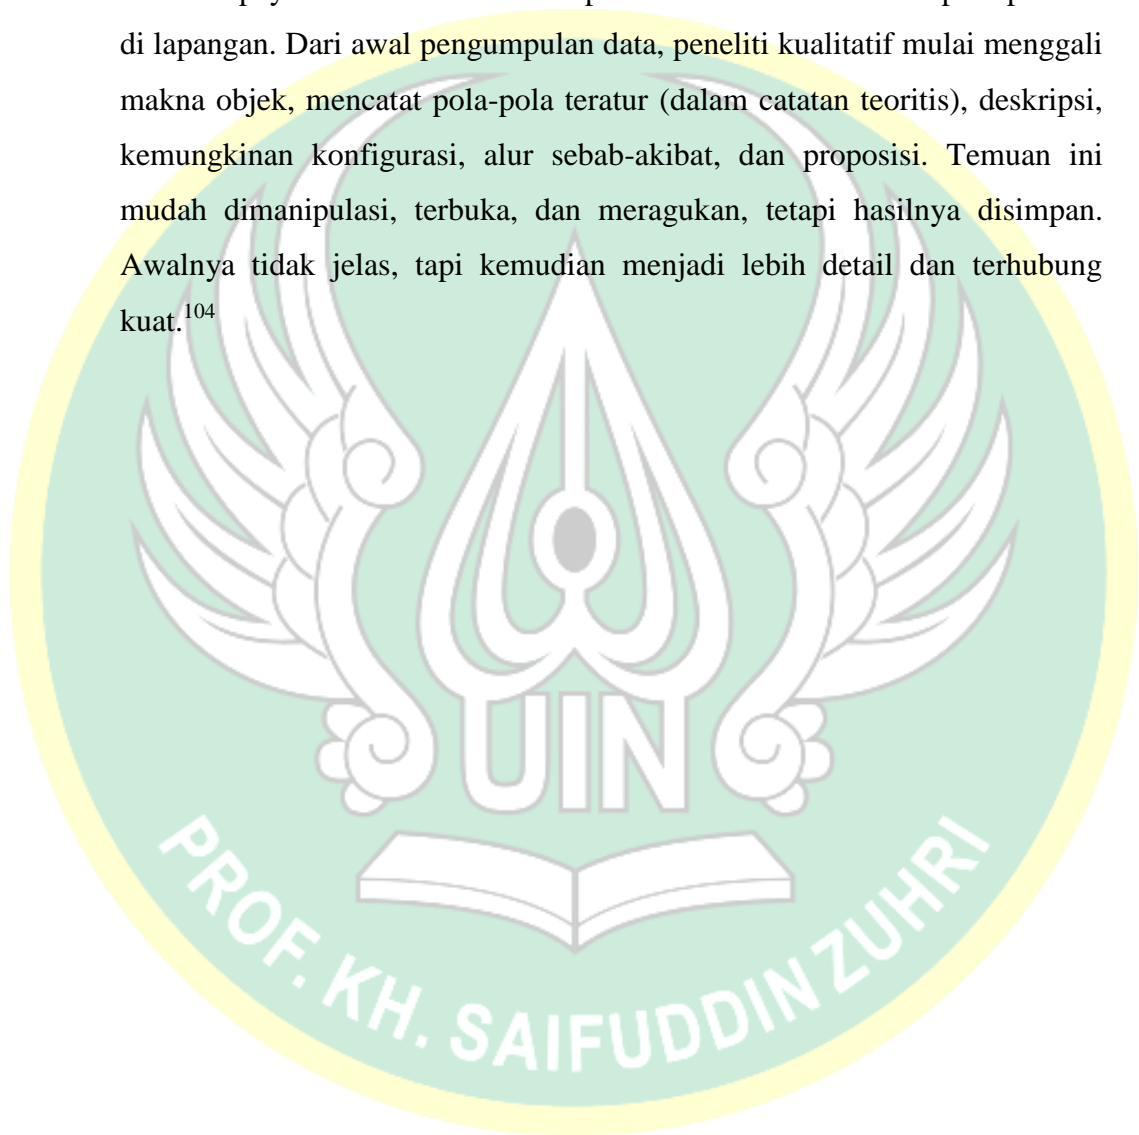 di lapangan. Dari awal pengumpulan data, peneliti kualitatif mulai menggali
makna objek, mencatat pola-pola teratur (dalam catatan teoritis), deskripsi,
kemungkinan konfigurasi, alur sebab-akibat, dan proposisi. Temuan ini
mudah dimanipulasi, terbuka, dan meragukan, tetapi hasilnya disimpan.
Awalnya tidak jelas, tapi kemudian menjadi lebih detail dan terhubung
kuat.104
UIN
PROF. KH. SAIFUDDIN ZUHRI